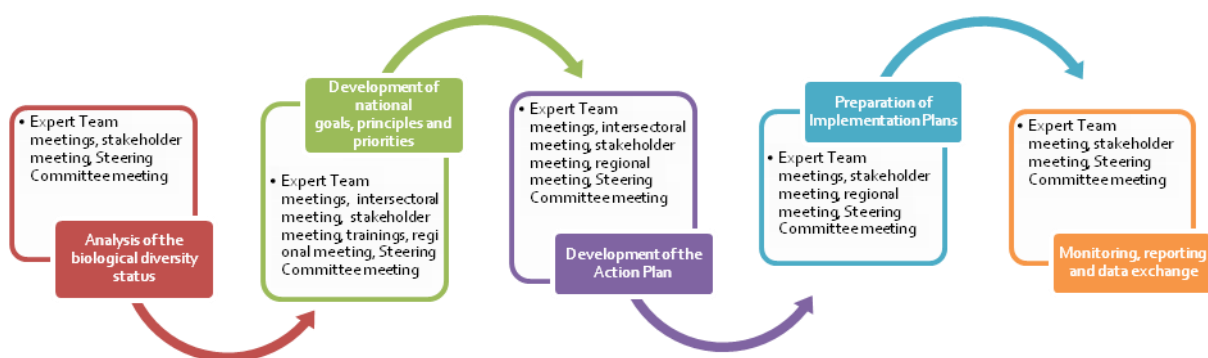 • Expert Team
meetings, stakeholder
meeting, Steering
Committee meeting
Analysis of the
biological diversity
status
Development of
national
goals, principles and
priorities
• Expert Team
meetings, intersectoral
meeting, stakeholder
meeting, trainings, regi
onal meeting, Steering
Committee meeting
• Expert Team
meetings, intersectoral
meeting, stakeholder
meeting, regional
meeting, Steering
Committee meeting
Development of the
Action Plan
Preparation of
Implementation Plans
• Expert Team
meetings, stakeholder
meeting, regional
meeting, Steering
Committee meeting
• Expert Team
meeting, stakeholder
meeting, Steering
Committee meeting
Monitoring, reporting
and data exchange